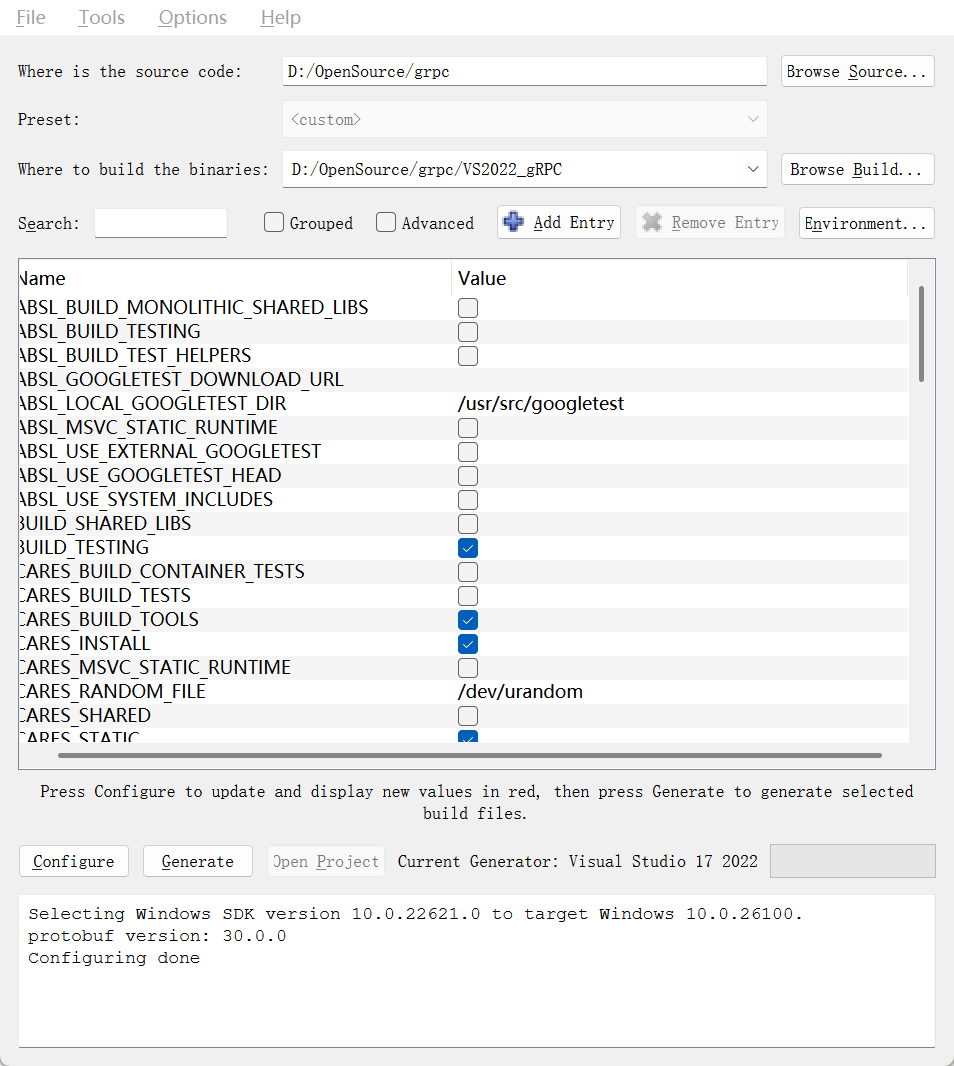 File Tools Options Help
Where is the source code: D:/OpenSource/grpc Browse Source...
Preset: <custom>
Where to build the binaries: D:/OpenSource/grpc/VS2022_gRPC Browse Build...
Search: Grouped Advanced Add Entry Remove Entry Environment...
Name Value
ABSL_BUILD_MONOLITHIC_SHARED_LIBS
ABSL_BUILD_TESTING
ABSL_BUILD_TEST_HELPERS
ABSL_GOOGLETEST_DOWNLOAD_URL
ABSL_LOCAL_GOOGLETEST_DIR /usr/src/googletest
ABSL_MSVC_STATIC_RUNTIME
ABSL_USE_EXTERNAL_GOOGLETEST
ABSL_USE_GOOGLETEST_HEAD
ABSL_USE_SYSTEM_INCLUDES
BUILD_SHARED_LIBS
BUILD_TESTING
CARES_BUILD_CONTAINER_TESTS
CARES_BUILD_TESTS
CARES_BUILD_TOOLS
CARES_INSTALL
CARES_MSVC_STATIC_RUNTIME
CARES_RANDOM_FILE /dev/urandom
CARES_SHARED
CARES_STATIC
Press Configure to update and display new values in red, then press Generate to generate selected
build files.
Configure Generate Open Project Current Generator: Visual Studio 17 2022
Selecting Windows SDK version 10.0.22621.0 to target Windows 10.0.26100.
protobuf version: 30.0.0
Configuring done